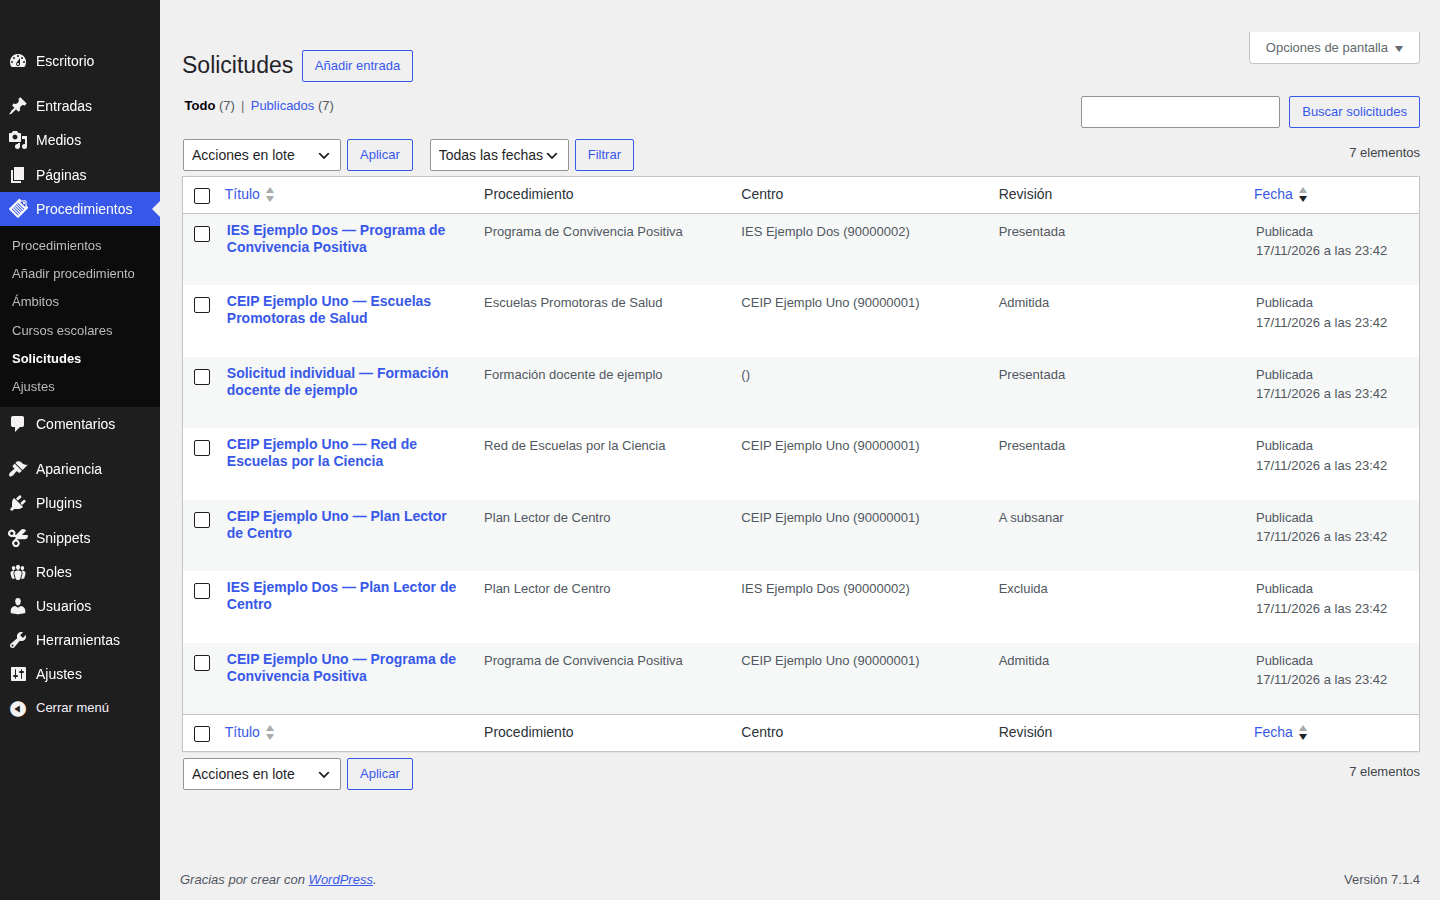 Escritorio
Entradas
Medios
Páginas
Procedimientos
Procedimientos
Añadir procedimiento
Ámbitos
Cursos escolares
Solicitudes
Ajustes
Comentarios
Apariencia
Plugins
Snippets
Roles
Usuarios
Herramientas
Ajustes
Cerrar menú
Opciones de pantalla
Solicitudes Añadir entrada
Todo (7) | Publicados (7)
Buscar solicitudes
Acciones en lote Aplicar Todas las fechas Filtrar 7 elementos
Título Procedimiento Centro Revisión Fecha
IES Ejemplo Dos — Programa de
Convivencia Positiva
Programa de Convivencia Positiva
IES Ejemplo Dos (90000002)
Presentada
Publicada
17/11/2026 a las 23:42
CEIP Ejemplo Uno — Escuelas
Promotoras de Salud
Escuelas Promotoras de Salud
CEIP Ejemplo Uno (90000001)
Admitida
Publicada
17/11/2026 a las 23:42
Solicitud individual — Formación
docente de ejemplo
Formación docente de ejemplo
()
Presentada
Publicada
17/11/2026 a las 23:42
CEIP Ejemplo Uno — Red de
Escuelas por la Ciencia
Red de Escuelas por la Ciencia
CEIP Ejemplo Uno (90000001)
Presentada
Publicada
17/11/2026 a las 23:42
CEIP Ejemplo Uno — Plan Lector
de Centro
Plan Lector de Centro
CEIP Ejemplo Uno (90000001)
A subsanar
Publicada
17/11/2026 a las 23:42
IES Ejemplo Dos — Plan Lector de
Centro
Plan Lector de Centro
IES Ejemplo Dos (90000002)
Excluida
Publicada
17/11/2026 a las 23:42
CEIP Ejemplo Uno — Programa de
Convivencia Positiva
Programa de Convivencia Positiva
CEIP Ejemplo Uno (90000001)
Admitida
Publicada
17/11/2026 a las 23:42
Título Procedimiento Centro Revisión Fecha
Acciones en lote Aplicar 7 elementos
Gracias por crear con WordPress. Versión 7.1.4